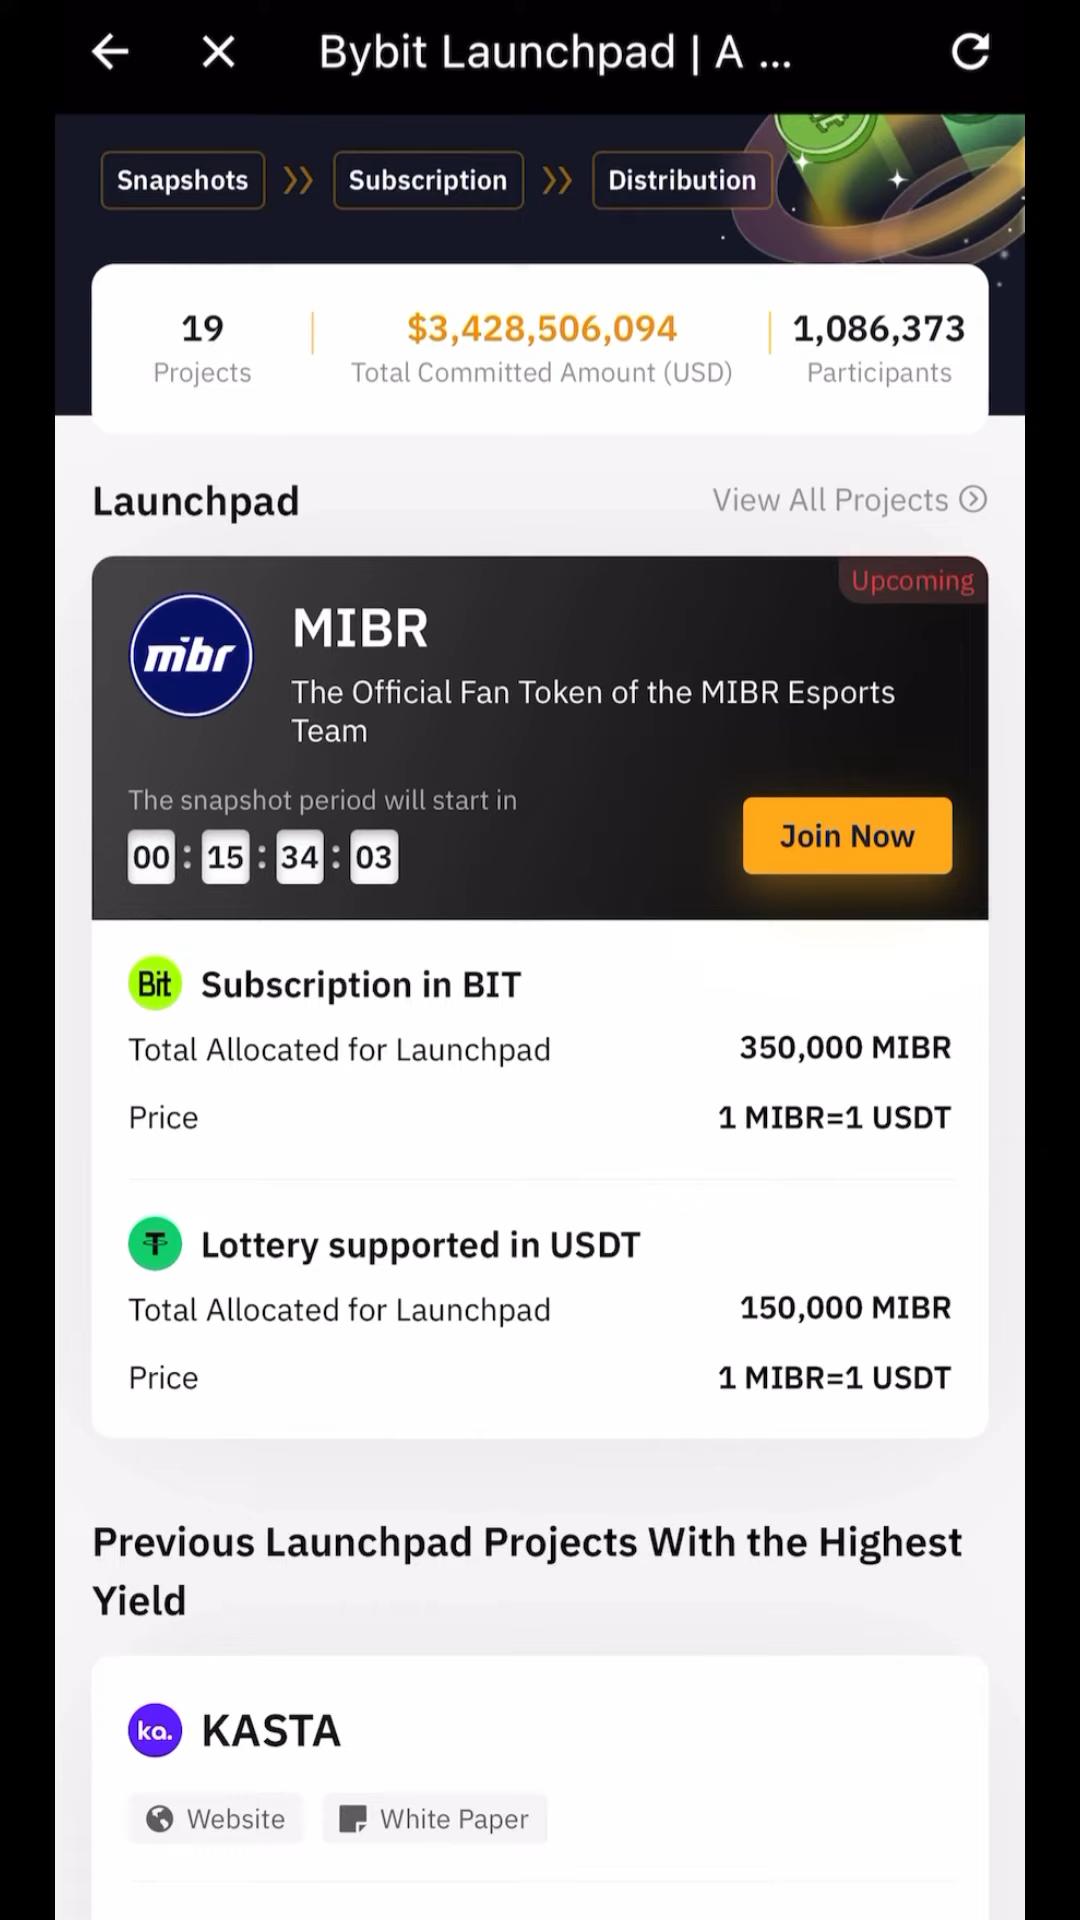 Bybit Launchpad | A ...
Snapshots Subscription Distribution
19 $3,428,506,094 1,086,373
Projects Total Committed Amount (USD) Participants
Launchpad View All Projects
Upcoming
mibr MIBR
The Official Fan Token of the MIBR Esports
Team
The snapshot period will start in
00 : 15 : 34 : 03
Join Now
Bit Subscription in BIT
Total Allocated for Launchpad 350,000 MIBR
Price 1 MIBR=1 USDT
Lottery supported in USDT
Total Allocated for Launchpad 150,000 MIBR
Price 1 MIBR=1 USDT
Previous Launchpad Projects With the Highest
Yield
ka. KASTA
Website White Paper